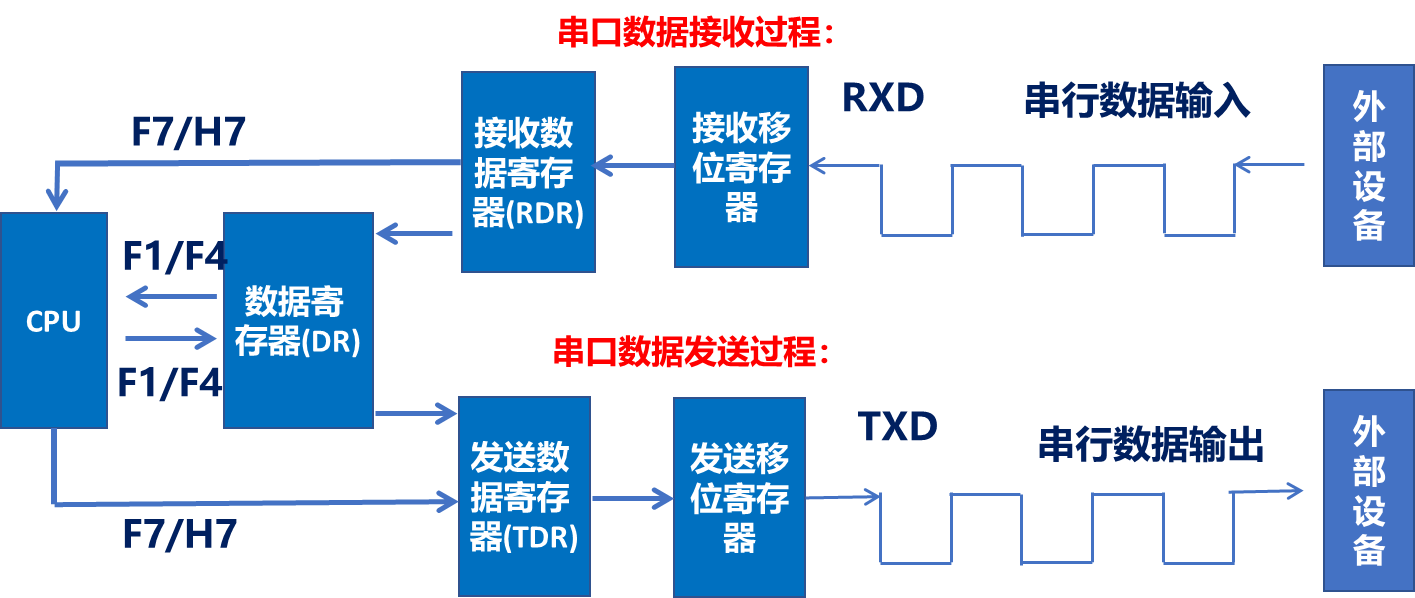 串口数据接收过程：
RXD
串行数据输入
外
部
设
备
接收移
位寄存
器
接收数
据寄存
器(RDR)
F7/H7
F1/F4
CPU
数据寄
存器(DR)
F1/F4
串口数据发送过程：
TXD
串行数据输出
外
部
设
备
发送数
据寄存
器(TDR)
发送移
位寄存
器
F7/H7